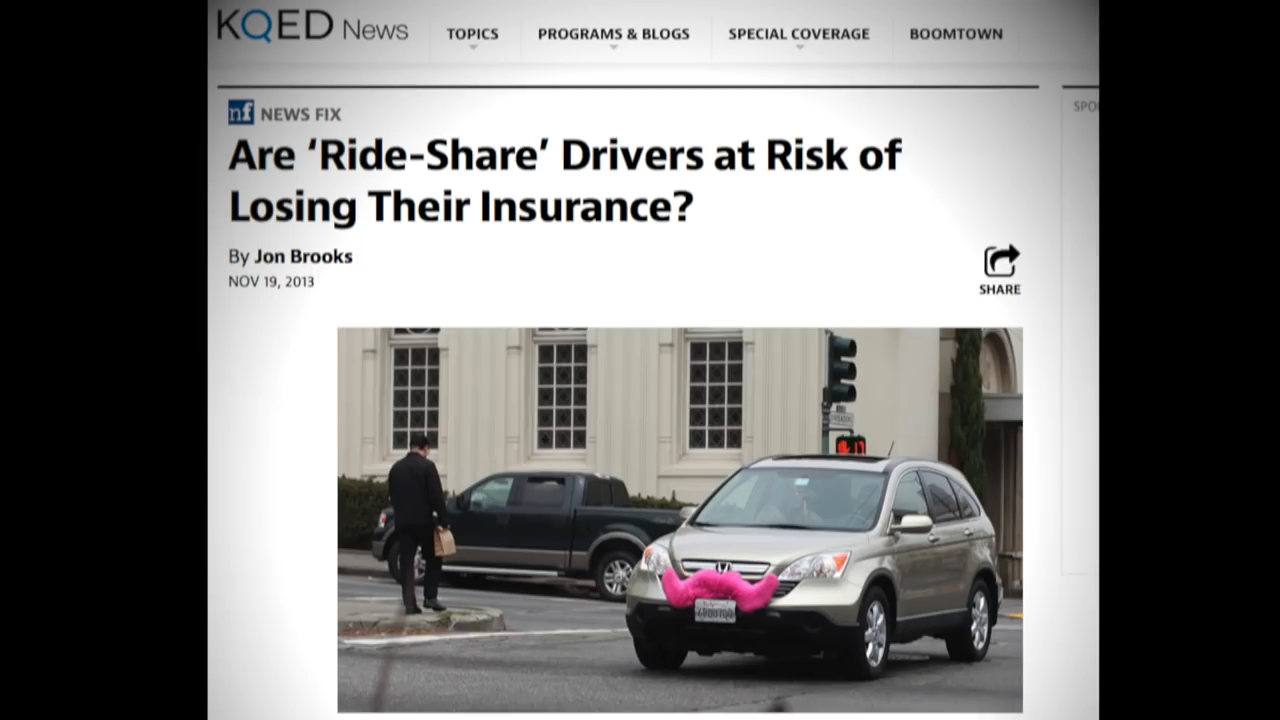 KQED News
TOPICS
PROGRAMS & BLOGS
SPECIAL COVERAGE
BOOMTOWN
SPO
nf NEWS FIX
Are ‘Ride-Share’ Drivers at Risk of
Losing Their Insurance?
By Jon Brooks
NOV 19, 2013
SHARE